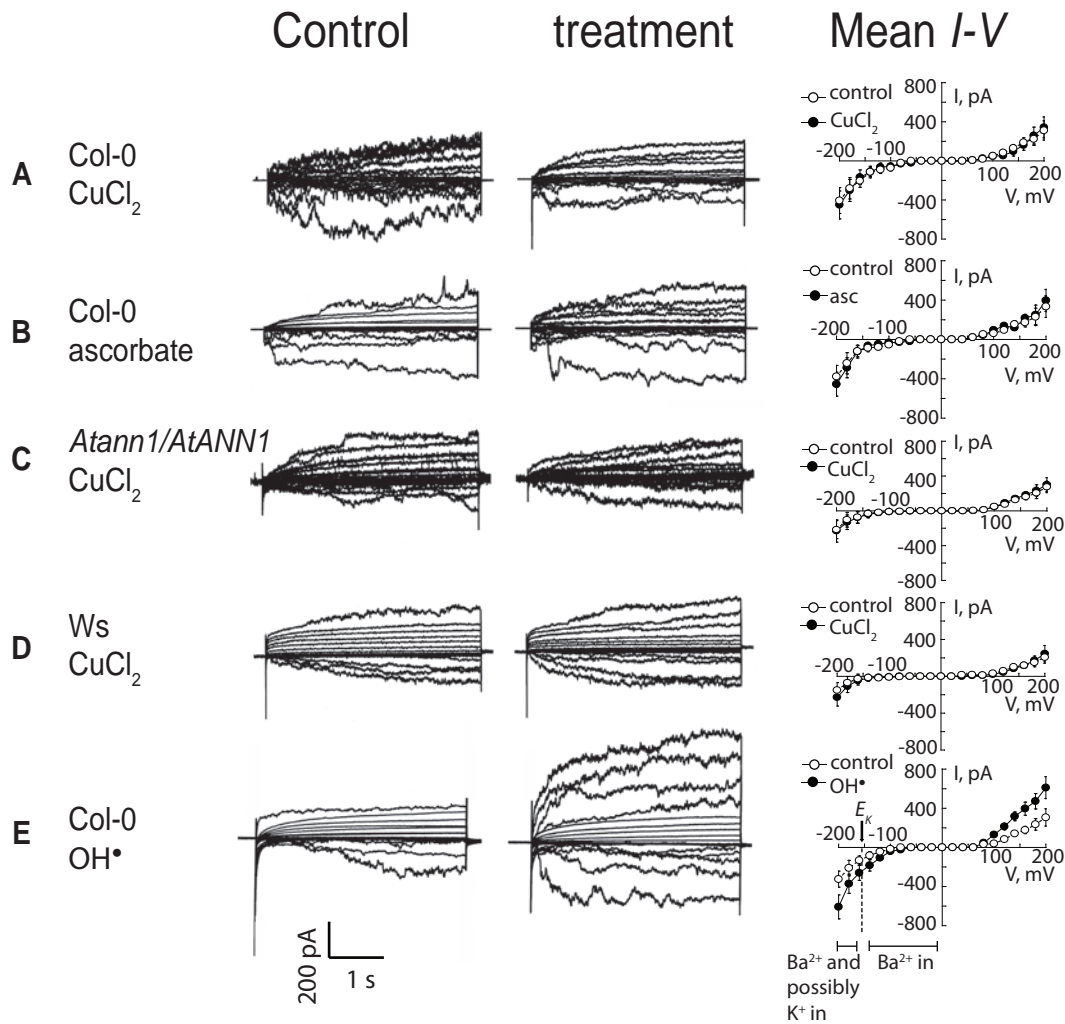 Control treatment Mean I-V
A
Col-0
CuCl₂
control
CuCl₂
800
400
-400
-800
I, pA
-200
-100
100
200
V, mV
B
Col-0
ascorbate
control
asc
800
400
-400
-800
I, pA
-200
-100
100
200
V, mV
C
Atann1/AtANN1
CuCl₂
control
CuCl₂
800
400
-400
-800
I, pA
-200
-100
100
200
V, mV
D
Ws
CuCl₂
control
CuCl₂
800
400
-400
-800
I, pA
-200
-100
100
200
V, mV
E
Col-0
OH•
control
OH•
800
400
-400
-800
I, pA
E_K
-200
-100
100
200
V, mV
200 pA
1 s
Ba²⁺ and
possibly
K⁺ in
Ba²⁺ in